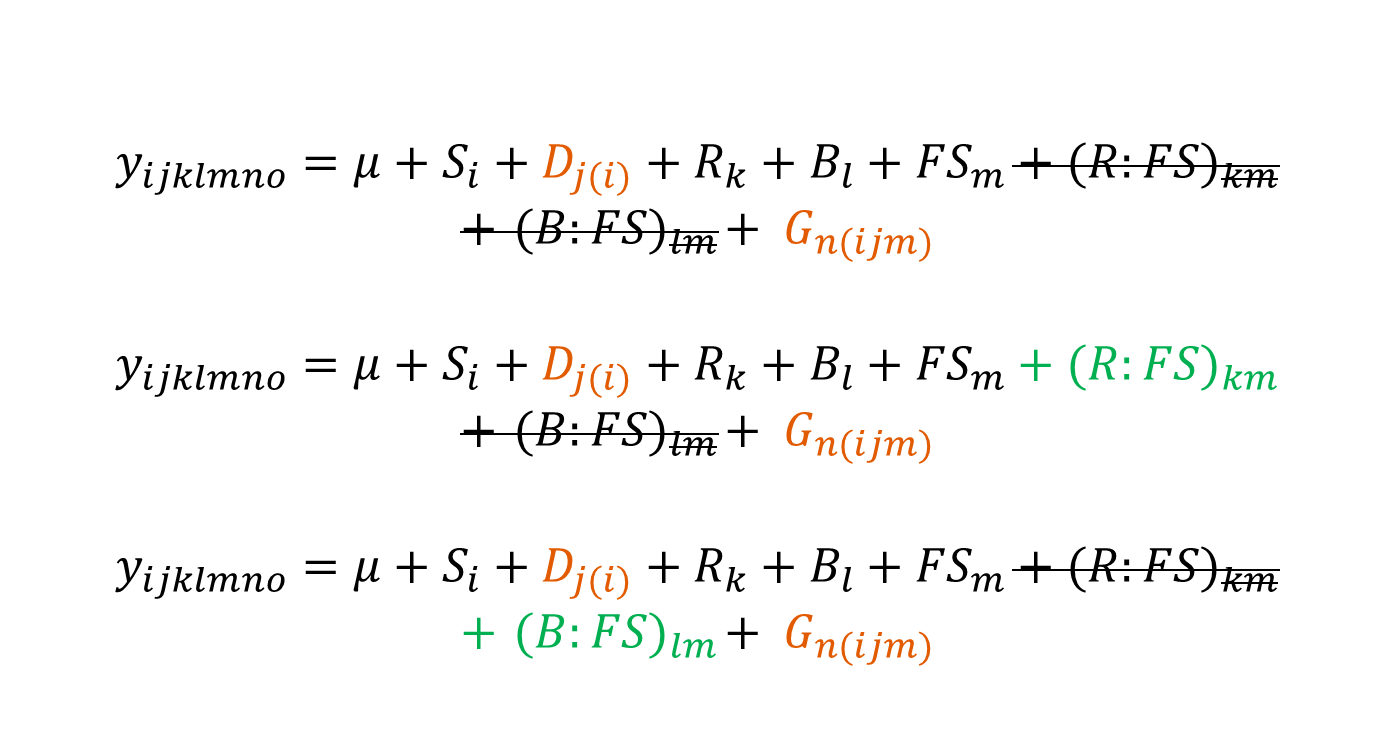 y_{ijklmno} = μ + S_i + D_{j(i)} + R_k + B_l + FS_m ~~+ (R:FS)_{km}~~
~~+ (B:FS)_{lm}~~ + G_{n(ijm)}
y_{ijklmno} = μ + S_i + D_{j(i)} + R_k + B_l + FS_m + (R:FS)_{km}
~~+ (B:FS)_{lm}~~ + G_{n(ijm)}
y_{ijklmno} = μ + S_i + D_{j(i)} + R_k + B_l + FS_m ~~+ (R:FS)_{km}~~
+ (B:FS)_{lm} + G_{n(ijm)}